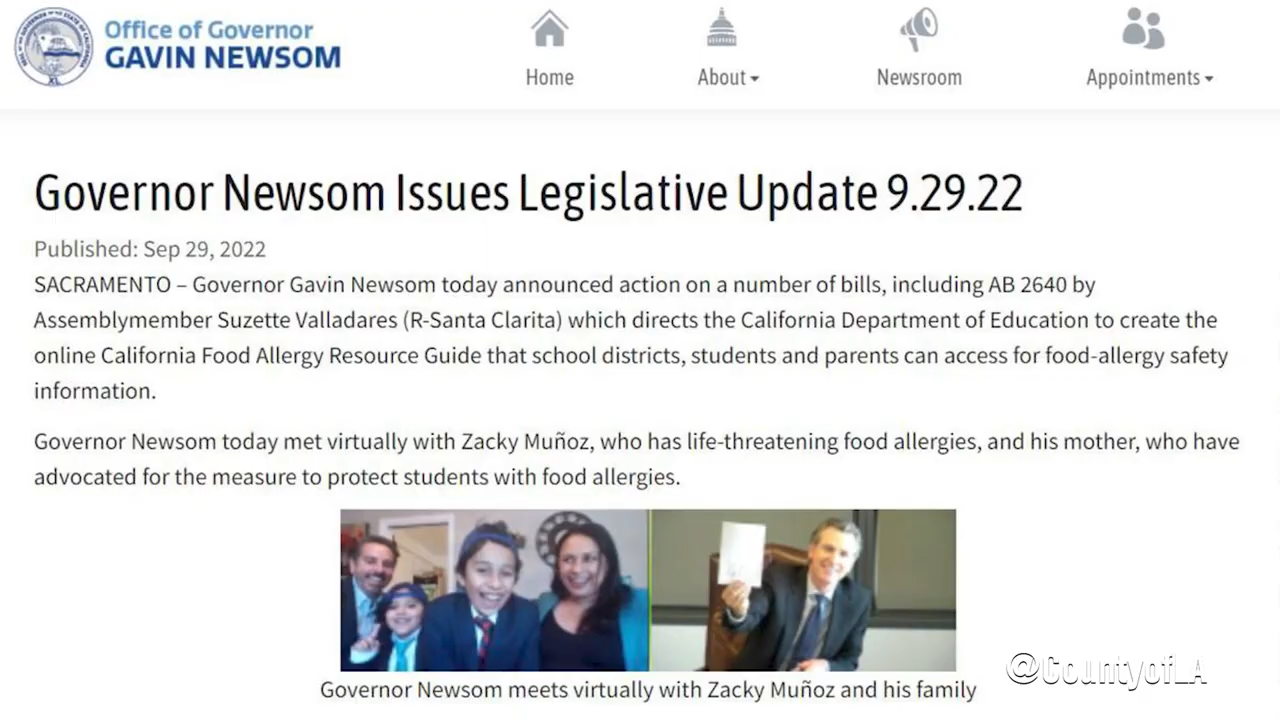 Office of Governor
GAVIN NEWSOM
Home
About
Newsroom
Appointments
Governor Newsom Issues Legislative Update 9.29.22
Published: Sep 29, 2022
SACRAMENTO – Governor Gavin Newsom today announced action on a number of bills, including AB 2640 by
Assemblymember Suzette Valladares (R-Santa Clarita) which directs the California Department of Education to create the
online California Food Allergy Resource Guide that school districts, students and parents can access for food-allergy safety
information.
Governor Newsom today met virtually with Zacky Muñoz, who has life-threatening food allergies, and his mother, who have
advocated for the measure to protect students with food allergies.
Governor Newsom meets virtually with Zacky Muñoz and his family
@Countyof_A